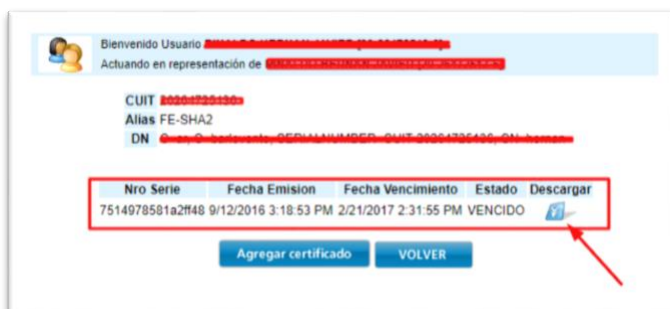 Bienvenido Usuario
Actuando en representación de
CUIT
Alias FE-SHA2
DN
Nro Serie Fecha Emision Fecha Vencimiento Estado Descargar
7514978581a2ff48 9/12/2016 3:18:53 PM 2/21/2017 2:31:55 PM VENCIDO
Agregar certificado VOLVER